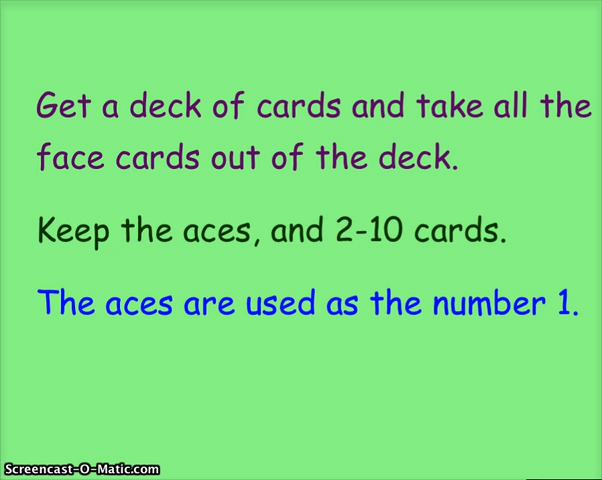 Get a deck of cards and take all the
face cards out of the deck.
Keep the aces, and 2-10 cards.
The aces are used as the number 1.
Screencast-O-Matic.com